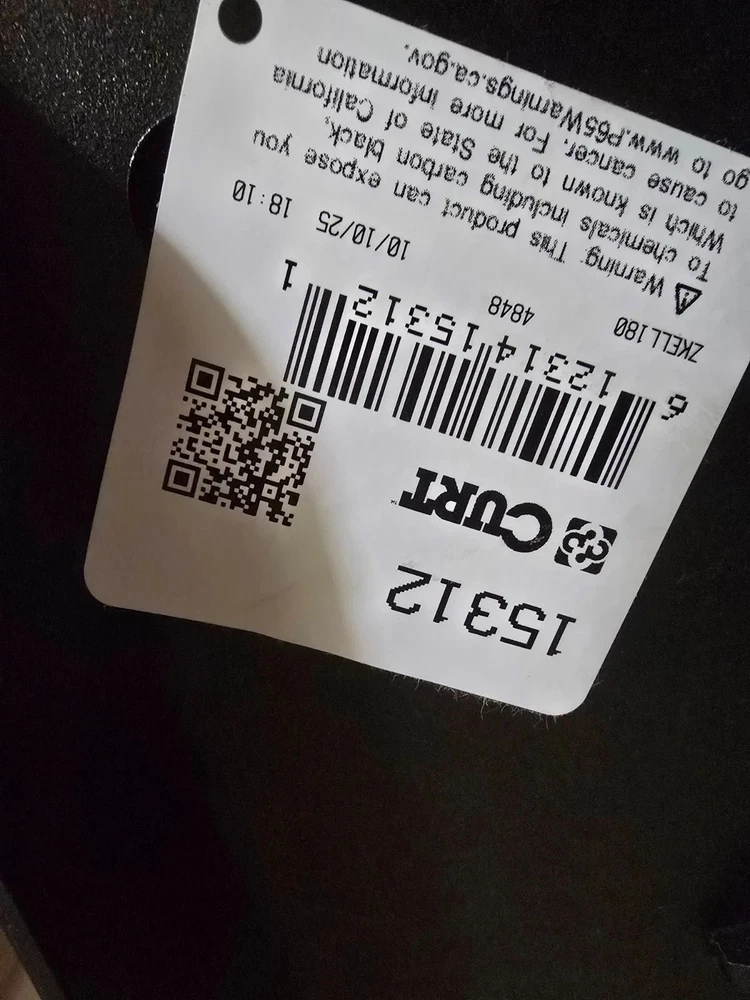 15312
CURT™
6 12314 15312 1
ZKELL180 4848 10/10/25 18:10
⚠ Warning: This product can expose you
To chemicals including carbon black,
Which is known to the State of California
to cause cancer. For more information
go to www.P65Warnings.ca.gov.